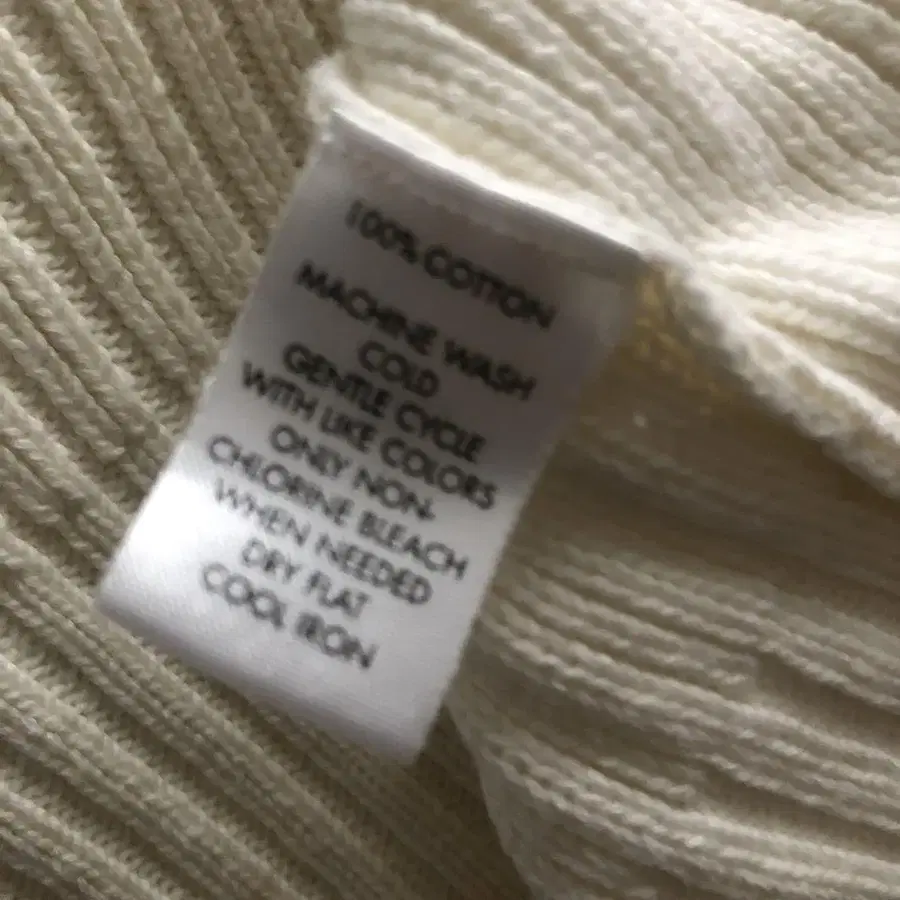 100% COTTON
MACHINE WASH
COLD
GENTLE CYCLE
WITH LIKE COLORS
ONLY NON-
CHLORINE BLEACH
WHEN NEEDED
DRY FLAT
COOL IRON